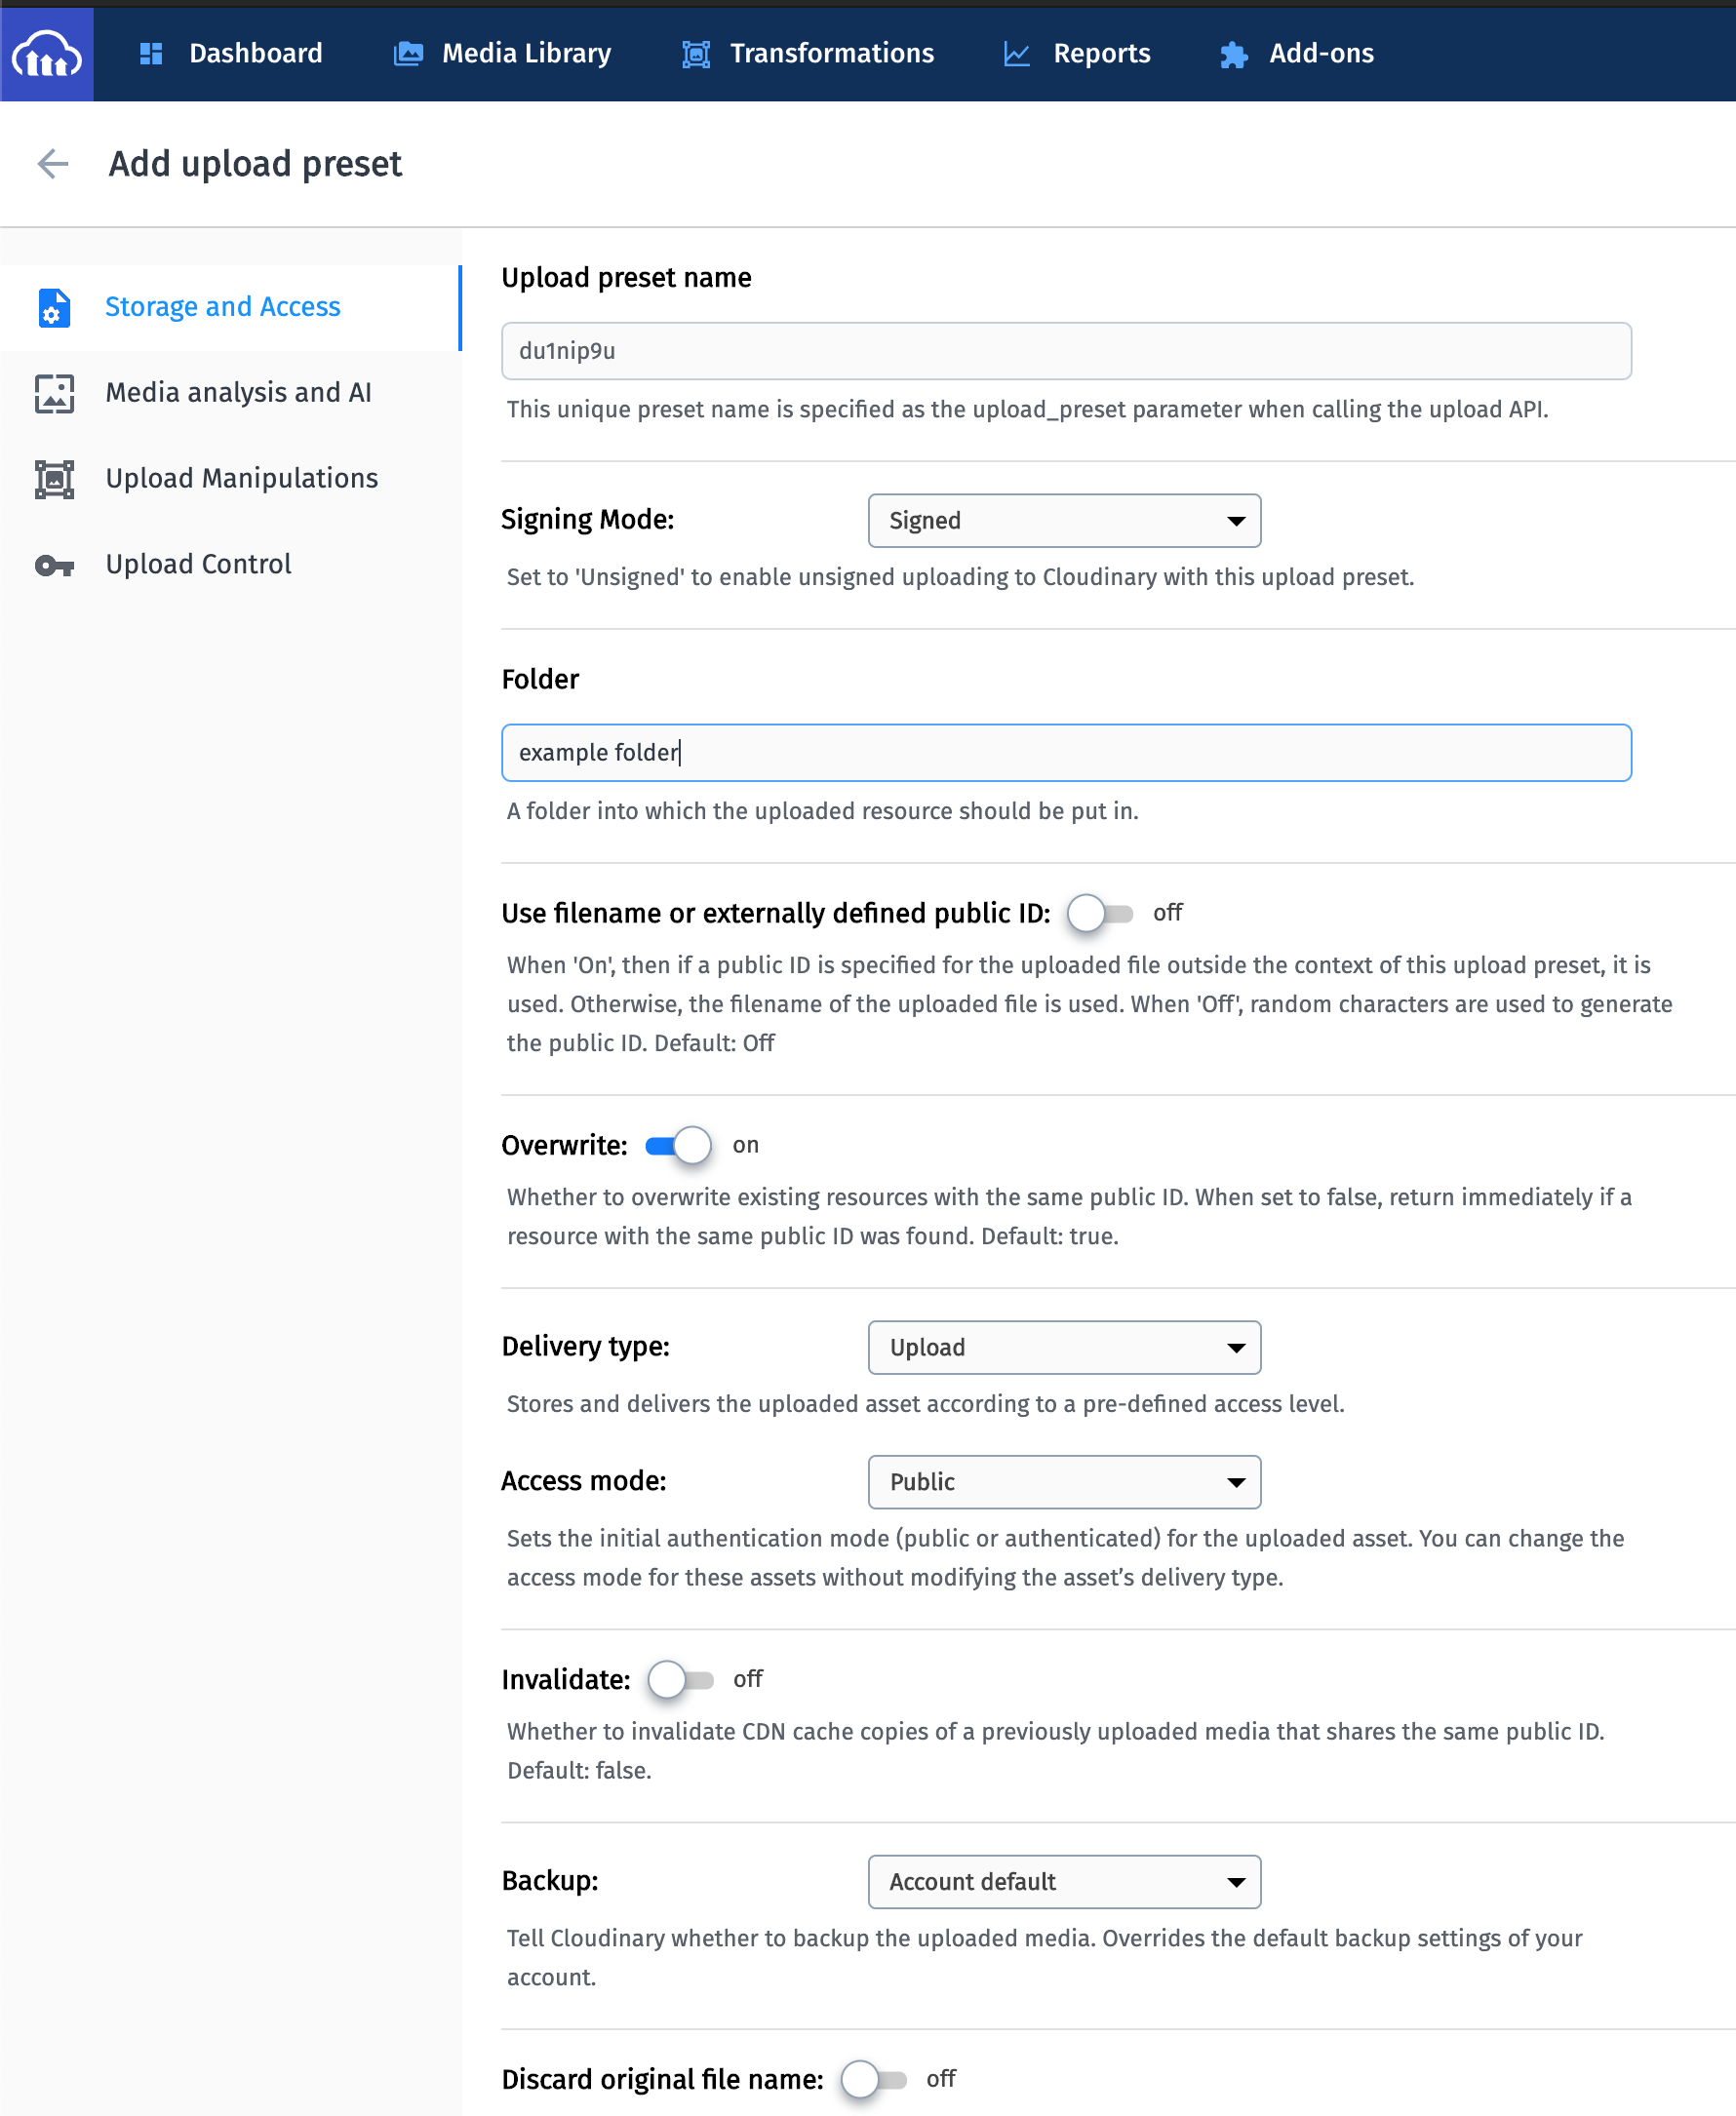 Dashboard Media Library Transformations Reports Add-ons
Add upload preset
Storage and Access
Media analysis and AI
Upload Manipulations
Upload Control
Upload preset name
du1nip9u
This unique preset name is specified as the upload_preset parameter when calling the upload API.
Signing Mode: Signed
Set to 'Unsigned' to enable unsigned uploading to Cloudinary with this upload preset.
Folder
example folder
A folder into which the uploaded resource should be put in.
Use filename or externally defined public ID: off
When 'On', then if a public ID is specified for the uploaded file outside the context of this upload preset, it is
used. Otherwise, the filename of the uploaded file is used. When 'Off', random characters are used to generate
the public ID. Default: Off
Overwrite: on
Whether to overwrite existing resources with the same public ID. When set to false, return immediately if a
resource with the same public ID was found. Default: true.
Delivery type: Upload
Stores and delivers the uploaded asset according to a pre-defined access level.
Access mode: Public
Sets the initial authentication mode (public or authenticated) for the uploaded asset. You can change the
access mode for these assets without modifying the asset’s delivery type.
Invalidate: off
Whether to invalidate CDN cache copies of a previously uploaded media that shares the same public ID.
Default: false.
Backup: Account default
Tell Cloudinary whether to backup the uploaded media. Overrides the default backup settings of your
account.
Discard original file name: off